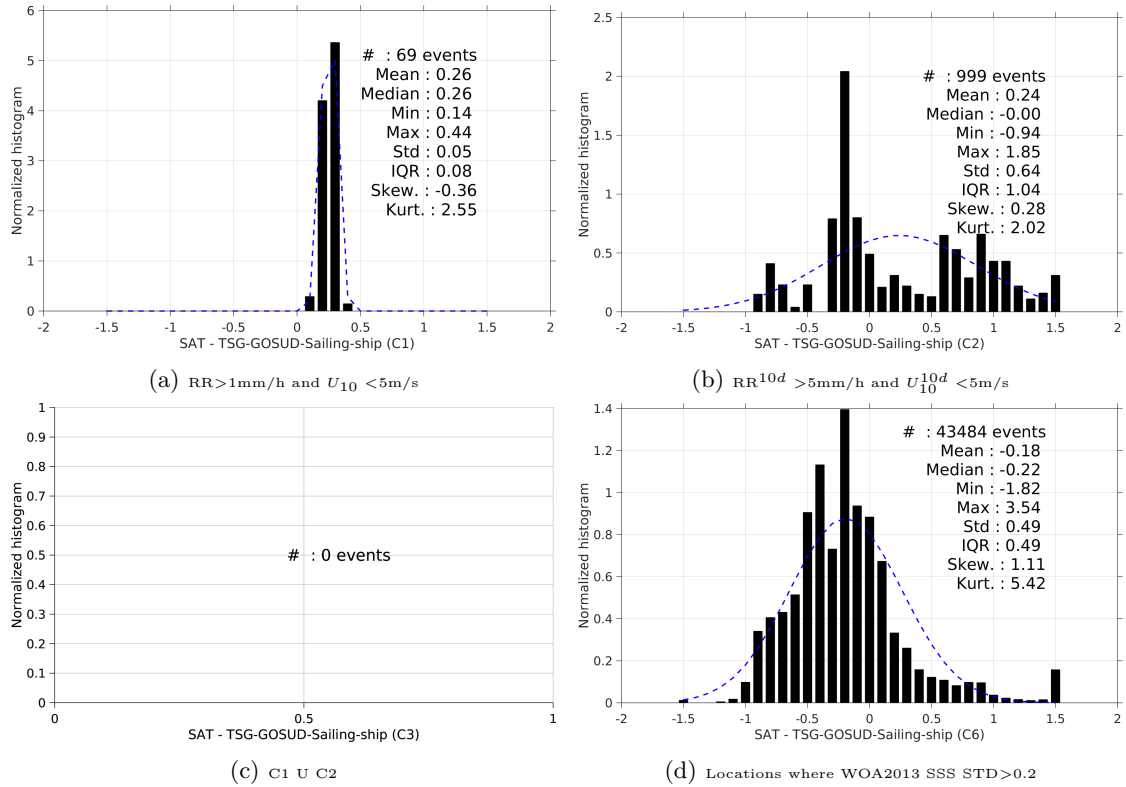 6
5
4
3
2
1
0
Normalized histogram
# : 69 events
Mean : 0.26
Median : 0.26
Min : 0.14
Max : 0.44
Std : 0.05
IQR : 0.08
Skew. : -0.36
Kurt. : 2.55
-2 -1.5 -1 -0.5 0 0.5 1 1.5 2
SAT - TSG-GOSUD-Sailing-ship (C1)
(a) RR>1mm/h and U10 <5m/s
2.5
2
1.5
1
0.5
0
Normalized histogram
# : 999 events
Mean : 0.24
Median : -0.00
Min : -0.94
Max : 1.85
Std : 0.64
IQR : 1.04
Skew. : 0.28
Kurt. : 2.02
-2 -1.5 -1 -0.5 0 0.5 1 1.5 2
SAT - TSG-GOSUD-Sailing-ship (C2)
(b) RR^10d >5mm/h and U10^10d <5m/s
1
0.9
0.8
0.7
0.6
0.5
0.4
0.3
0.2
0.1
0
Normalized histogram
# : 0 events
0 0.5 1
SAT - TSG-GOSUD-Sailing-ship (C3)
(c) C1 U C2
1.4
1.2
1
0.8
0.6
0.4
0.2
0
Normalized histogram
# : 43484 events
Mean : -0.18
Median : -0.22
Min : -1.82
Max : 3.54
Std : 0.49
IQR : 0.49
Skew. : 1.11
Kurt. : 5.42
-2 -1.5 -1 -0.5 0 0.5 1 1.5 2
SAT - TSG-GOSUD-Sailing-ship (C6)
(d) Locations where WOA2013 SSS STD>0.2